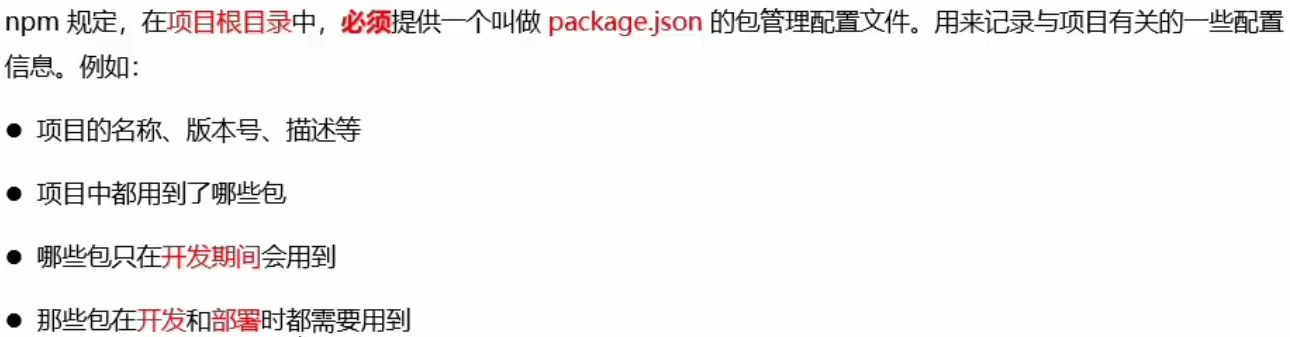 npm 规定，在项目根目录中，必须提供一个叫做 package.json 的包管理配置文件。用来记录与项目有关的一些配置
信息。例如：
● 项目的名称、版本号、描述等
● 项目中都用到了哪些包
● 哪些包只在开发期间会用到
● 那些包在开发和部署时都需要用到